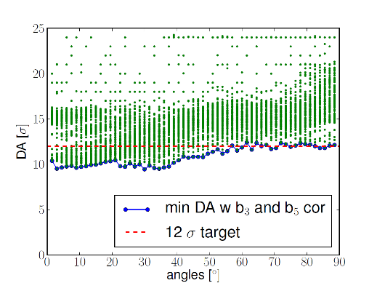 25
20
15
10
5
0
DA [σ]
min DA w b₃ and b₅ cor
12 σ target
0 10 20 30 40 50 60 70 80 90
angles [°]